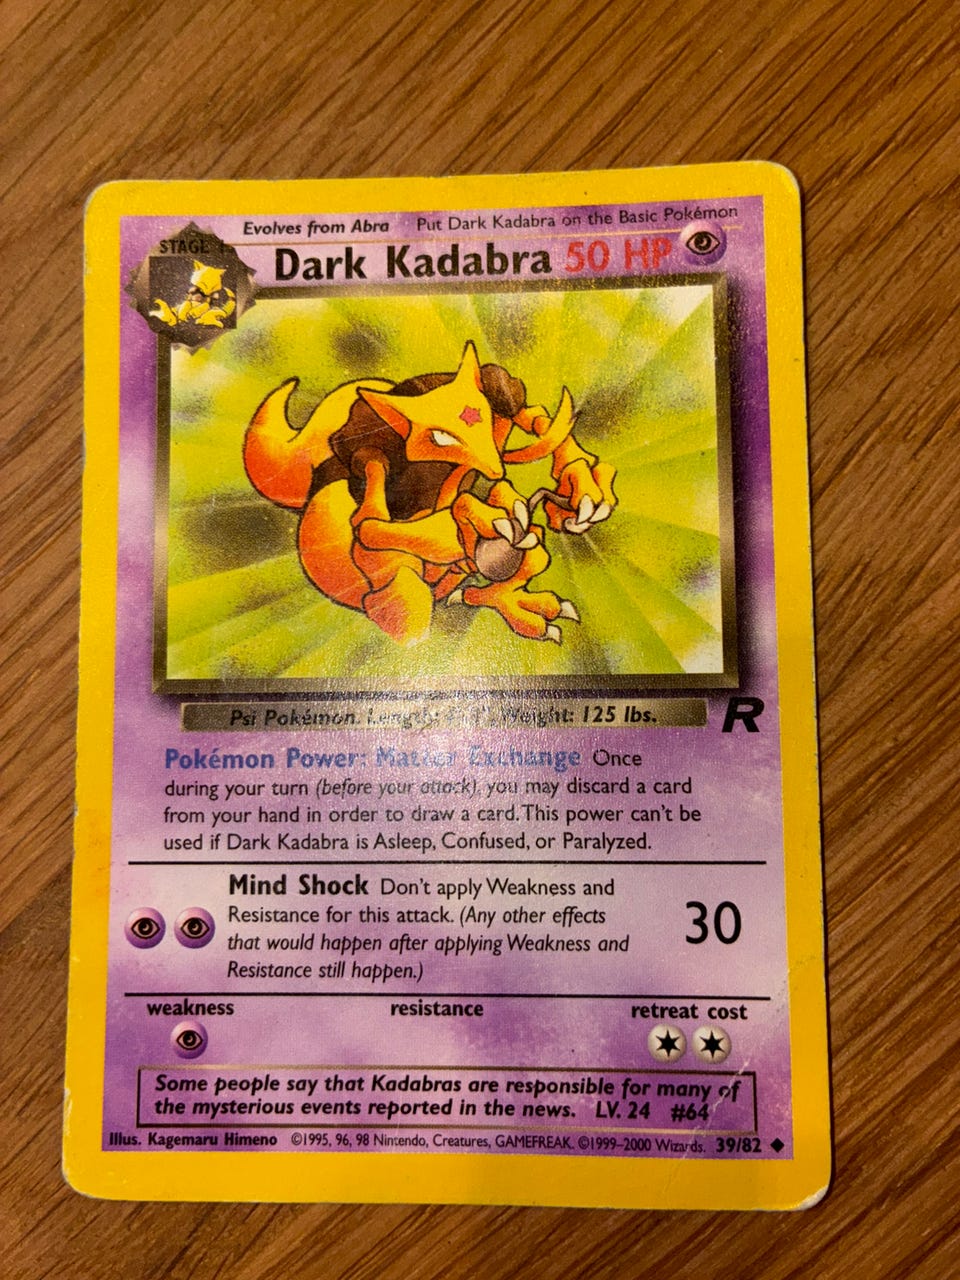 Evolves from Abra Put Dark Kadabra on the Basic Pokémon
STAGE 1
Dark Kadabra 50 HP
Psi Pokémon. Length: Weight: 125 lbs.
R
Pokémon Power: Matter Exchange Once
during your turn (before your attack), you may discard a card
from your hand in order to draw a card. This power can't be
used if Dark Kadabra is Asleep, Confused, or Paralyzed.
Mind Shock Don't apply Weakness and
Resistance for this attack. (Any other effects
that would happen after applying Weakness and
Resistance still happen.)
30
weakness resistance retreat cost
Some people say that Kadabras are responsible for many of
the mysterious events reported in the news. LV. 24 #64
Illus. Kagemaru Himeno ©1995, 96, 98 Nintendo, Creatures, GAMEFREAK. ©1999–2000 Wizards. 39/82